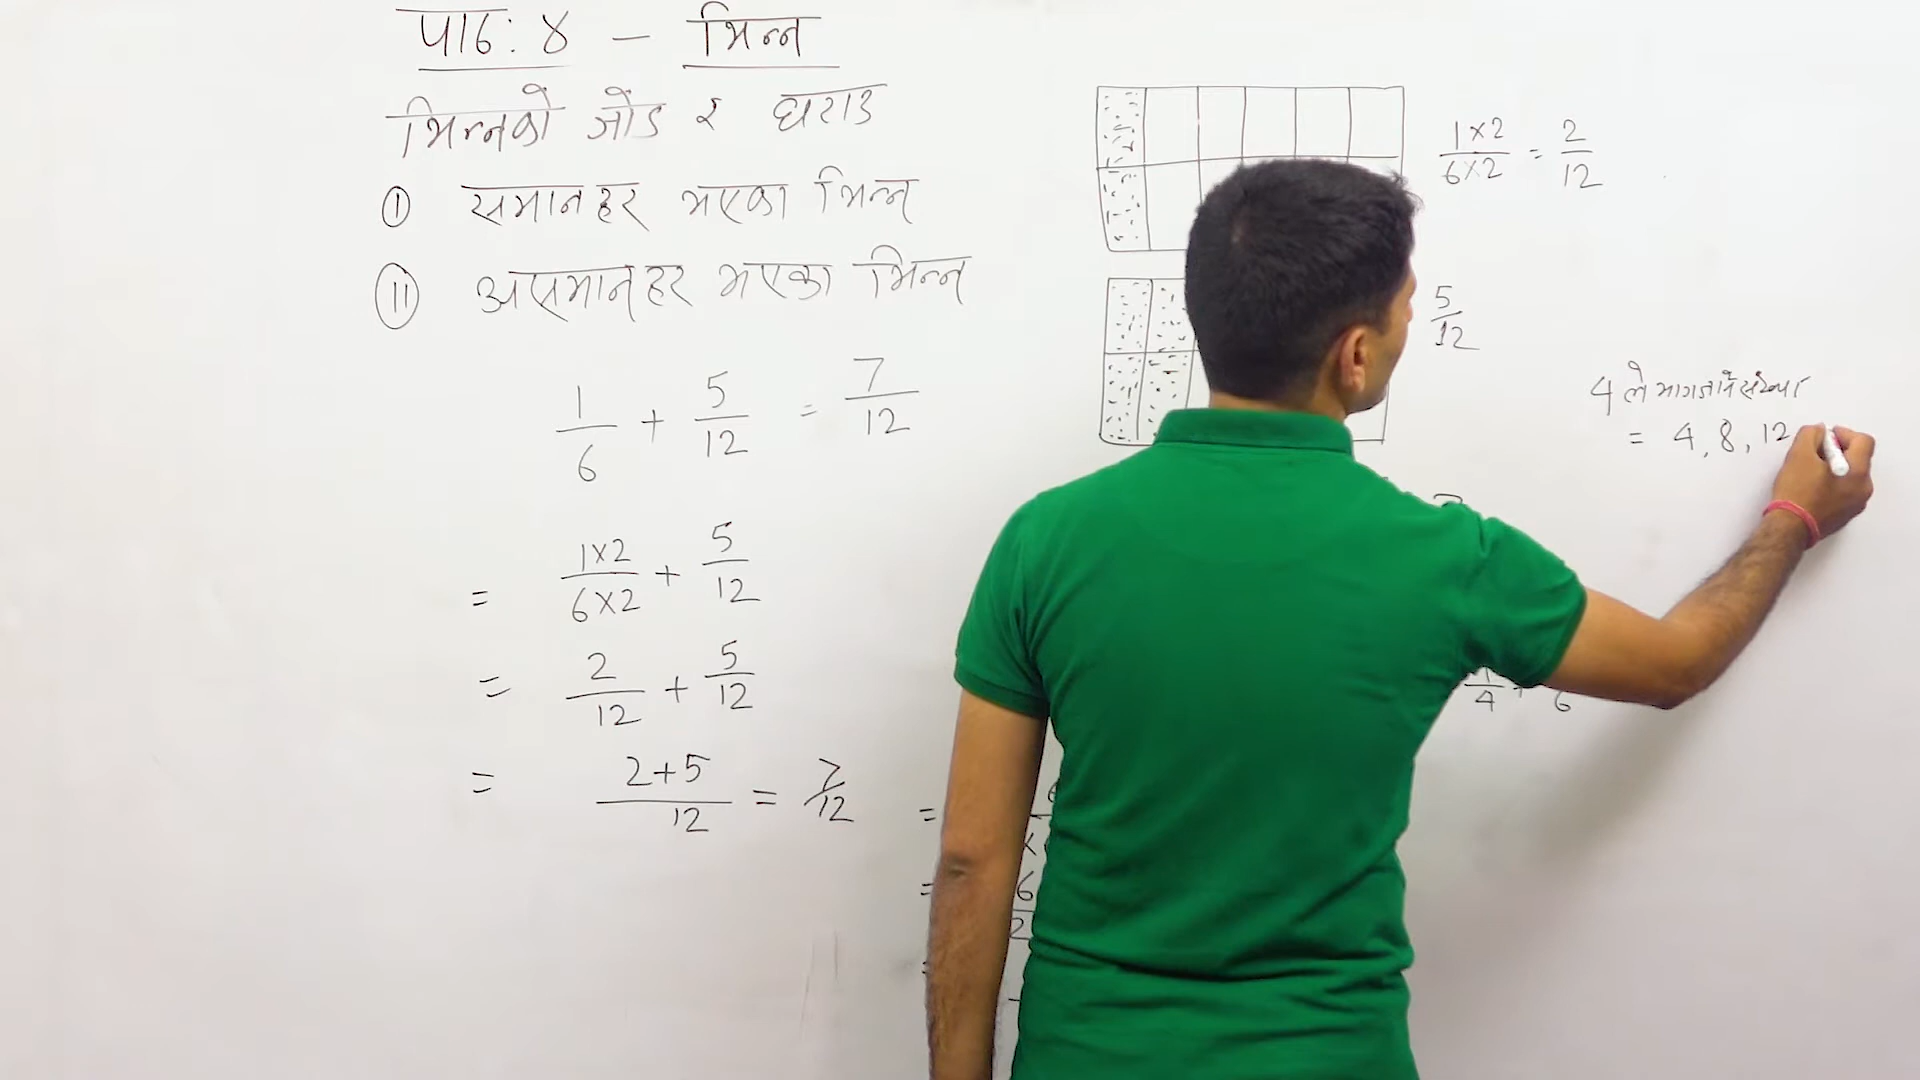 पाठ: ४ - भिन्न
भिन्नको जोड र घटाउ
① समान हर भएका भिन्न
⑪ असमान हर भएका भिन्न
1/6 + 5/12 = 7/12
= 1×2/6×2 + 5/12
= 2/12 + 5/12
= 2+5/12 = 7/12
1×2/6×2 = 2/12
5/12
4 ले भाग जाने संख्या
= 4, 8, 12